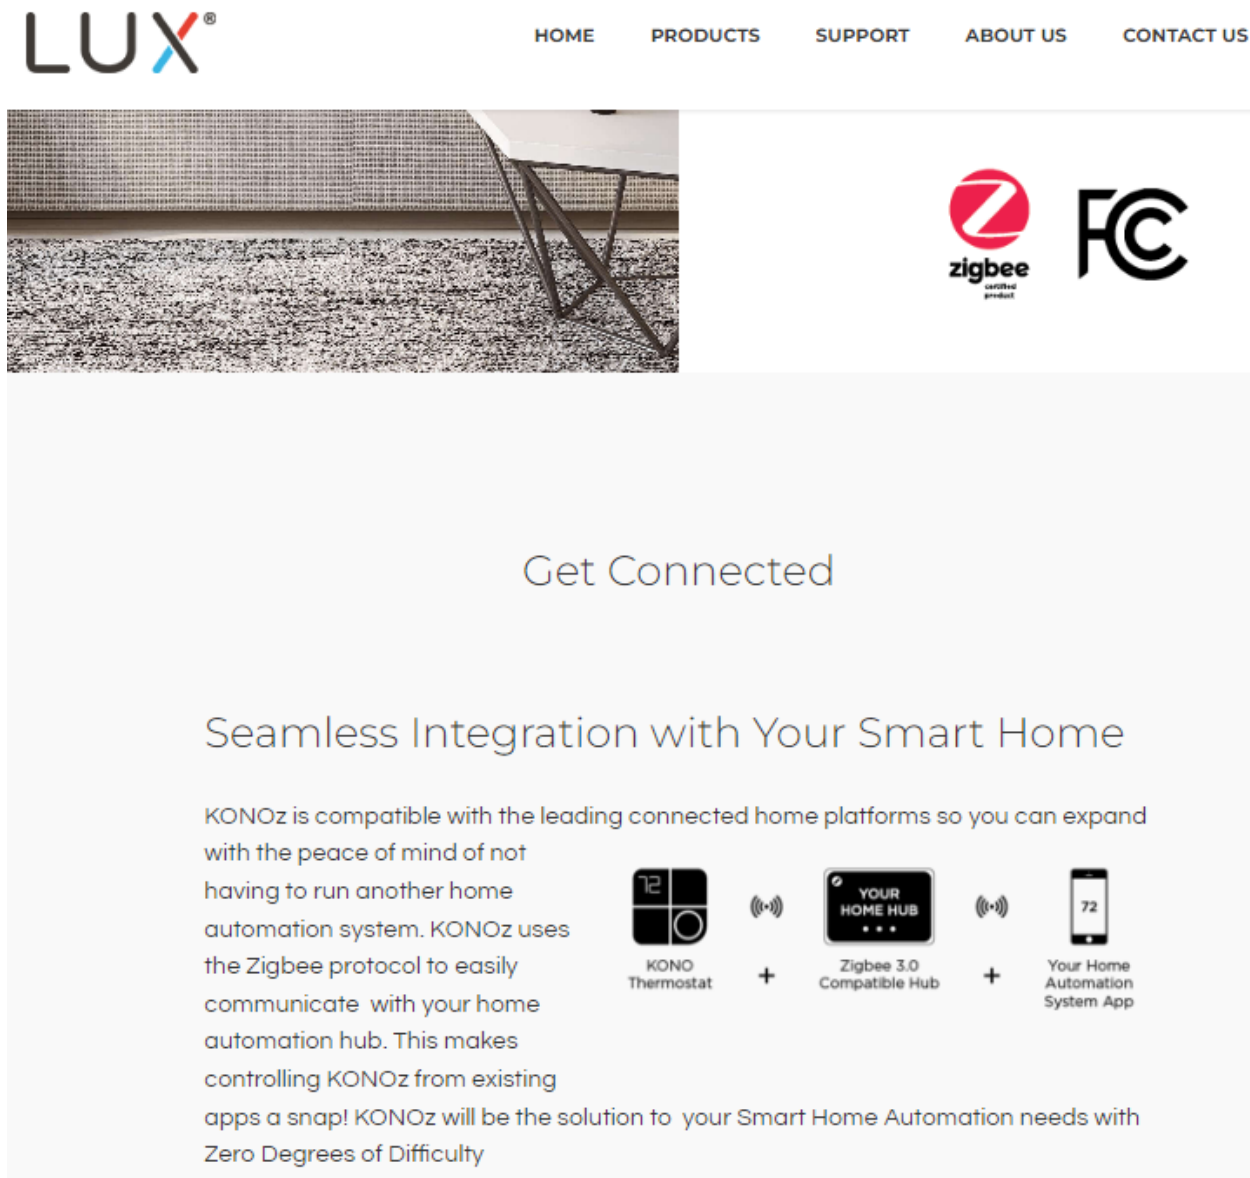 LUX®
HOME PRODUCTS SUPPORT ABOUT US CONTACT US
zigbee
certified
product
FCC
Get Connected
Seamless Integration with Your Smart Home
KONOz is compatible with the leading connected home platforms so you can expand
with the peace of mind of not
having to run another home
automation system. KONOz uses
the Zigbee protocol to easily
communicate with your home
automation hub. This makes
controlling KONOz from existing
apps a snap! KONOz will be the solution to your Smart Home Automation needs with
Zero Degrees of Difficulty
72
KONO
Thermostat
+
YOUR
HOME HUB
Zigbee 3.0
Compatible Hub
+
72
Your Home
Automation
System App